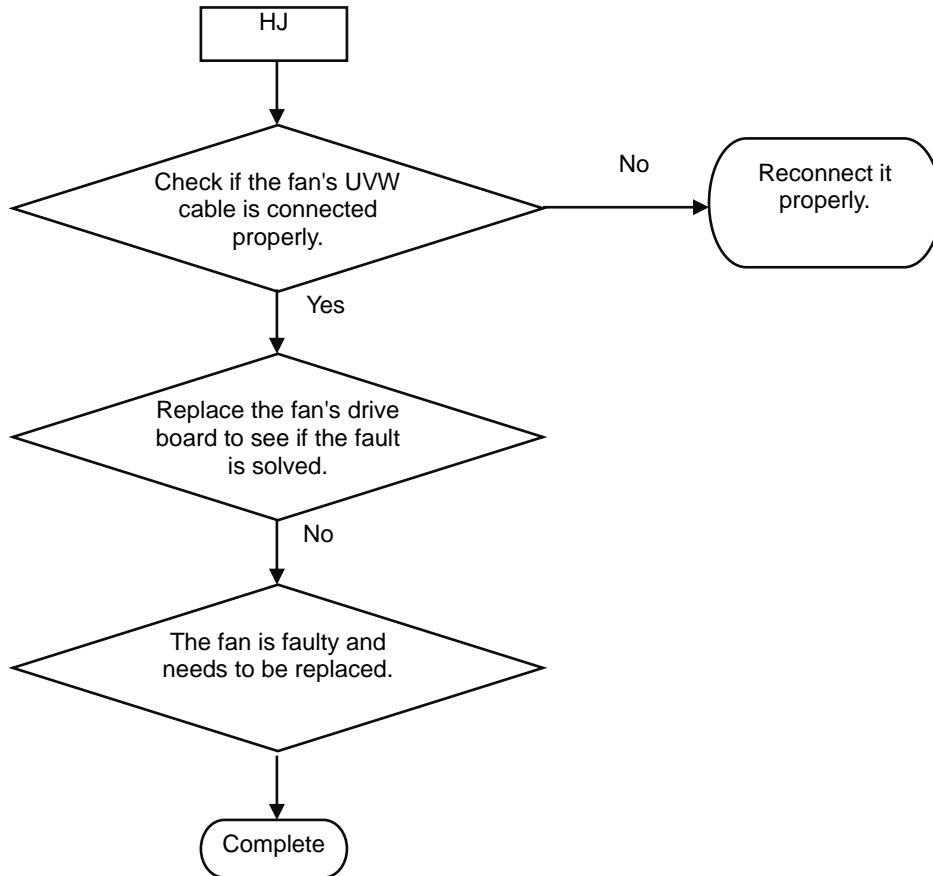 HJ
Check if the fan's UVW
cable is connected
properly.
No
Reconnect it
properly.
Yes
Replace the fan's drive
board to see if the fault
is solved.
No
The fan is faulty and
needs to be replaced.
Complete